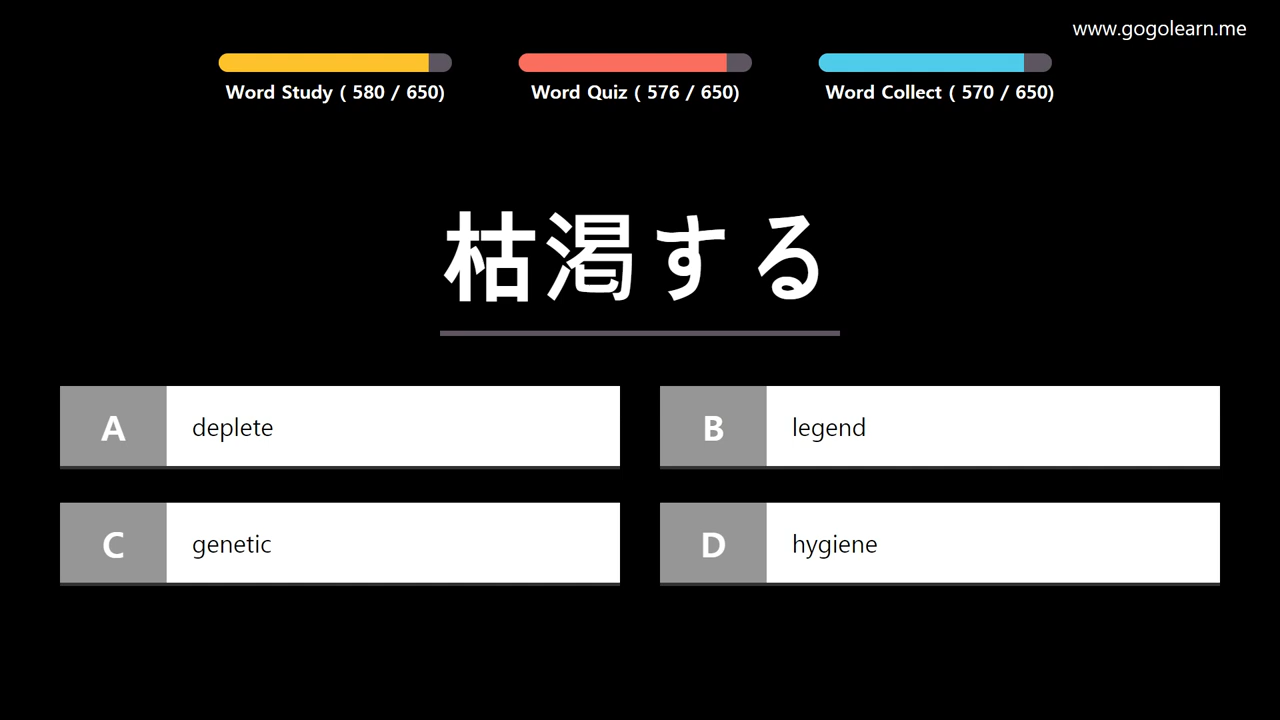 www.gogolearn.me
Word Study ( 580 / 650)
Word Quiz ( 576 / 650)
Word Collect ( 570 / 650)
枯渇する
A deplete
B legend
C genetic
D hygiene